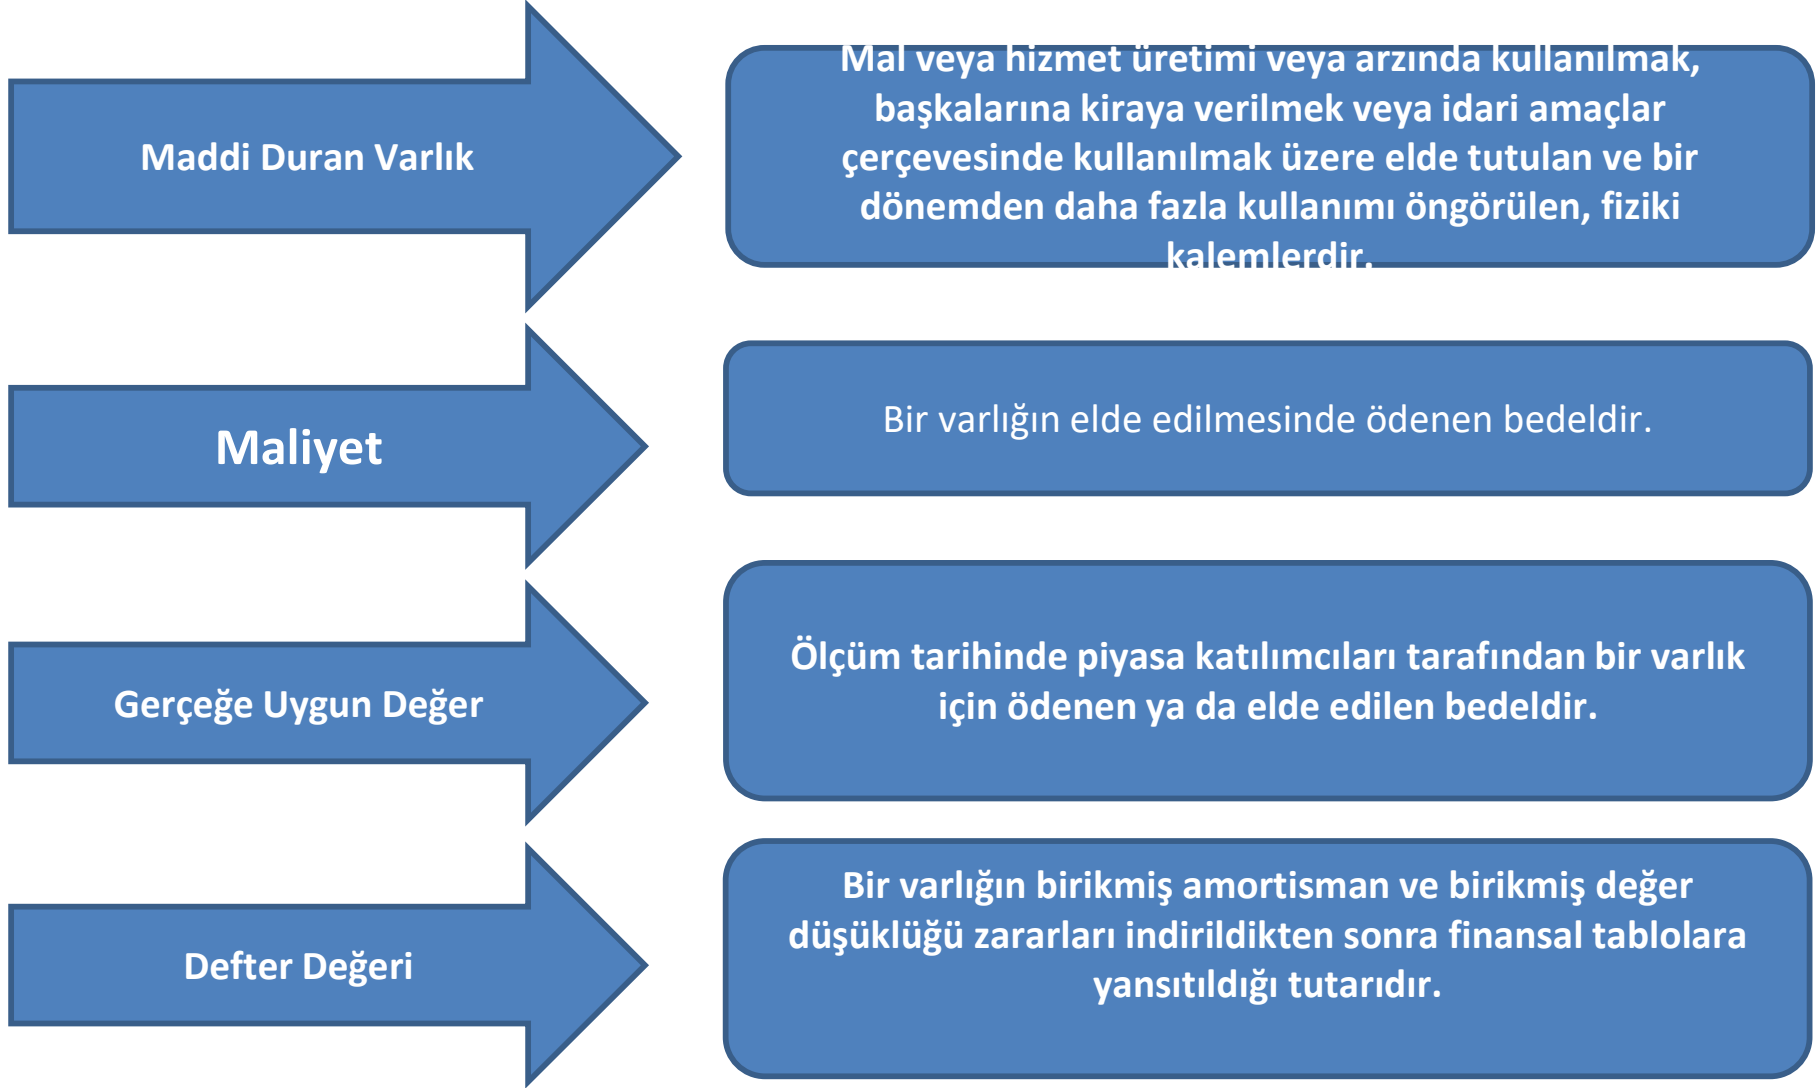 Maddi Duran Varlık
Mal veya hizmet üretimi veya arzında kullanılmak,
başkalarına kiraya verilmek veya idari amaçlar
çerçevesinde kullanılmak üzere elde tutulan ve bir
dönemden daha fazla kullanımı öngörülen, fiziki
kalemlerdir.
Maliyet
Bir varlığın elde edilmesinde ödenen bedeldir.
Gerçeğe Uygun Değer
Ölçüm tarihinde piyasa katılımcıları tarafından bir varlık
için ödenen ya da elde edilen bedeldir.
Defter Değeri
Bir varlığın birikmiş amortisman ve birikmiş değer
düşüklüğü zararları indirildikten sonra finansal tablolara
yansıtıldığı tutarıdır.